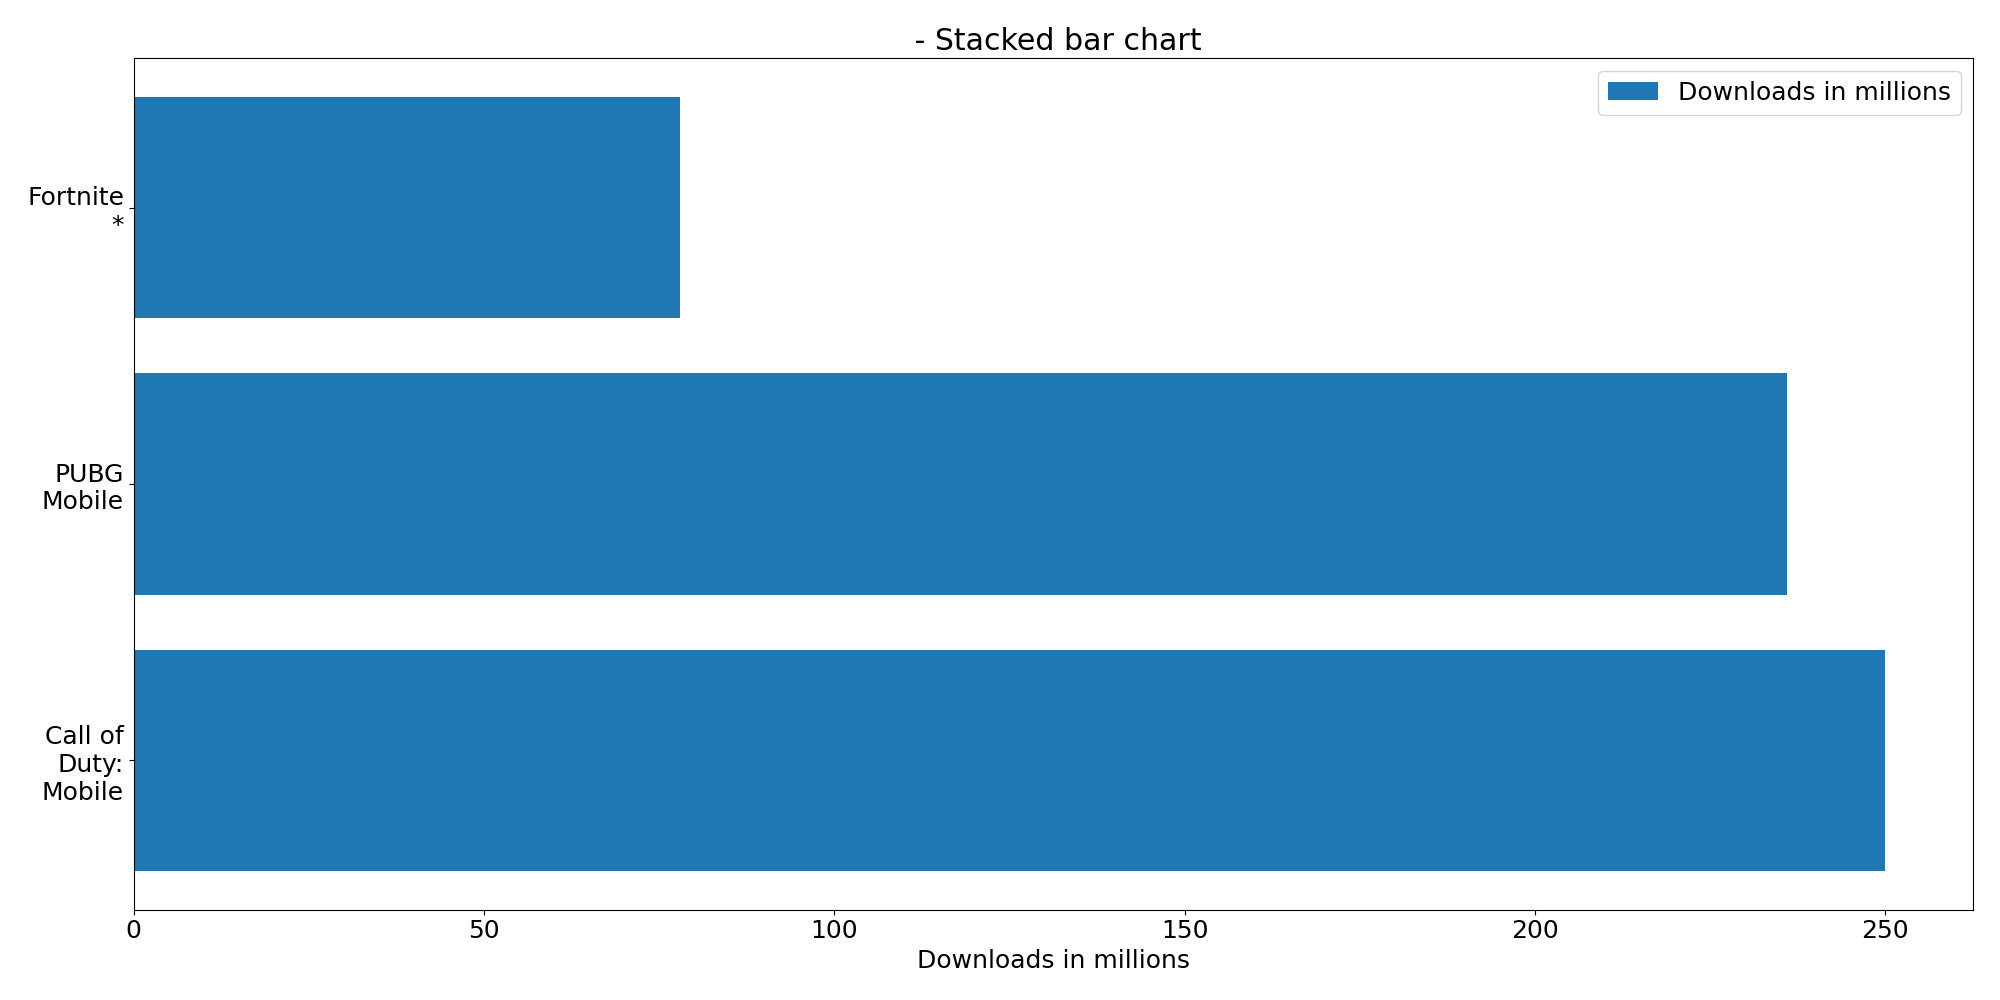 - Stacked bar chart
Downloads in millions
Fortnite
*
PUBG
Mobile
Call of
Duty:
Mobile
0 50 100 150 200 250
Downloads in millions